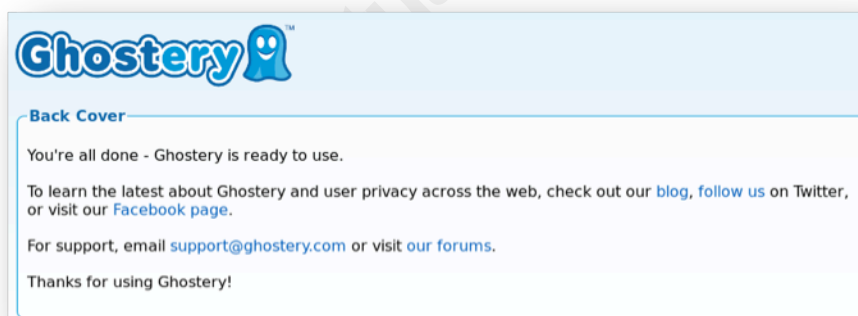 Ghostery™
Back Cover
You're all done - Ghostery is ready to use.
To learn the latest about Ghostery and user privacy across the web, check out our blog, follow us on Twitter,
or visit our Facebook page.
For support, email support@ghostery.com or visit our forums.
Thanks for using Ghostery!